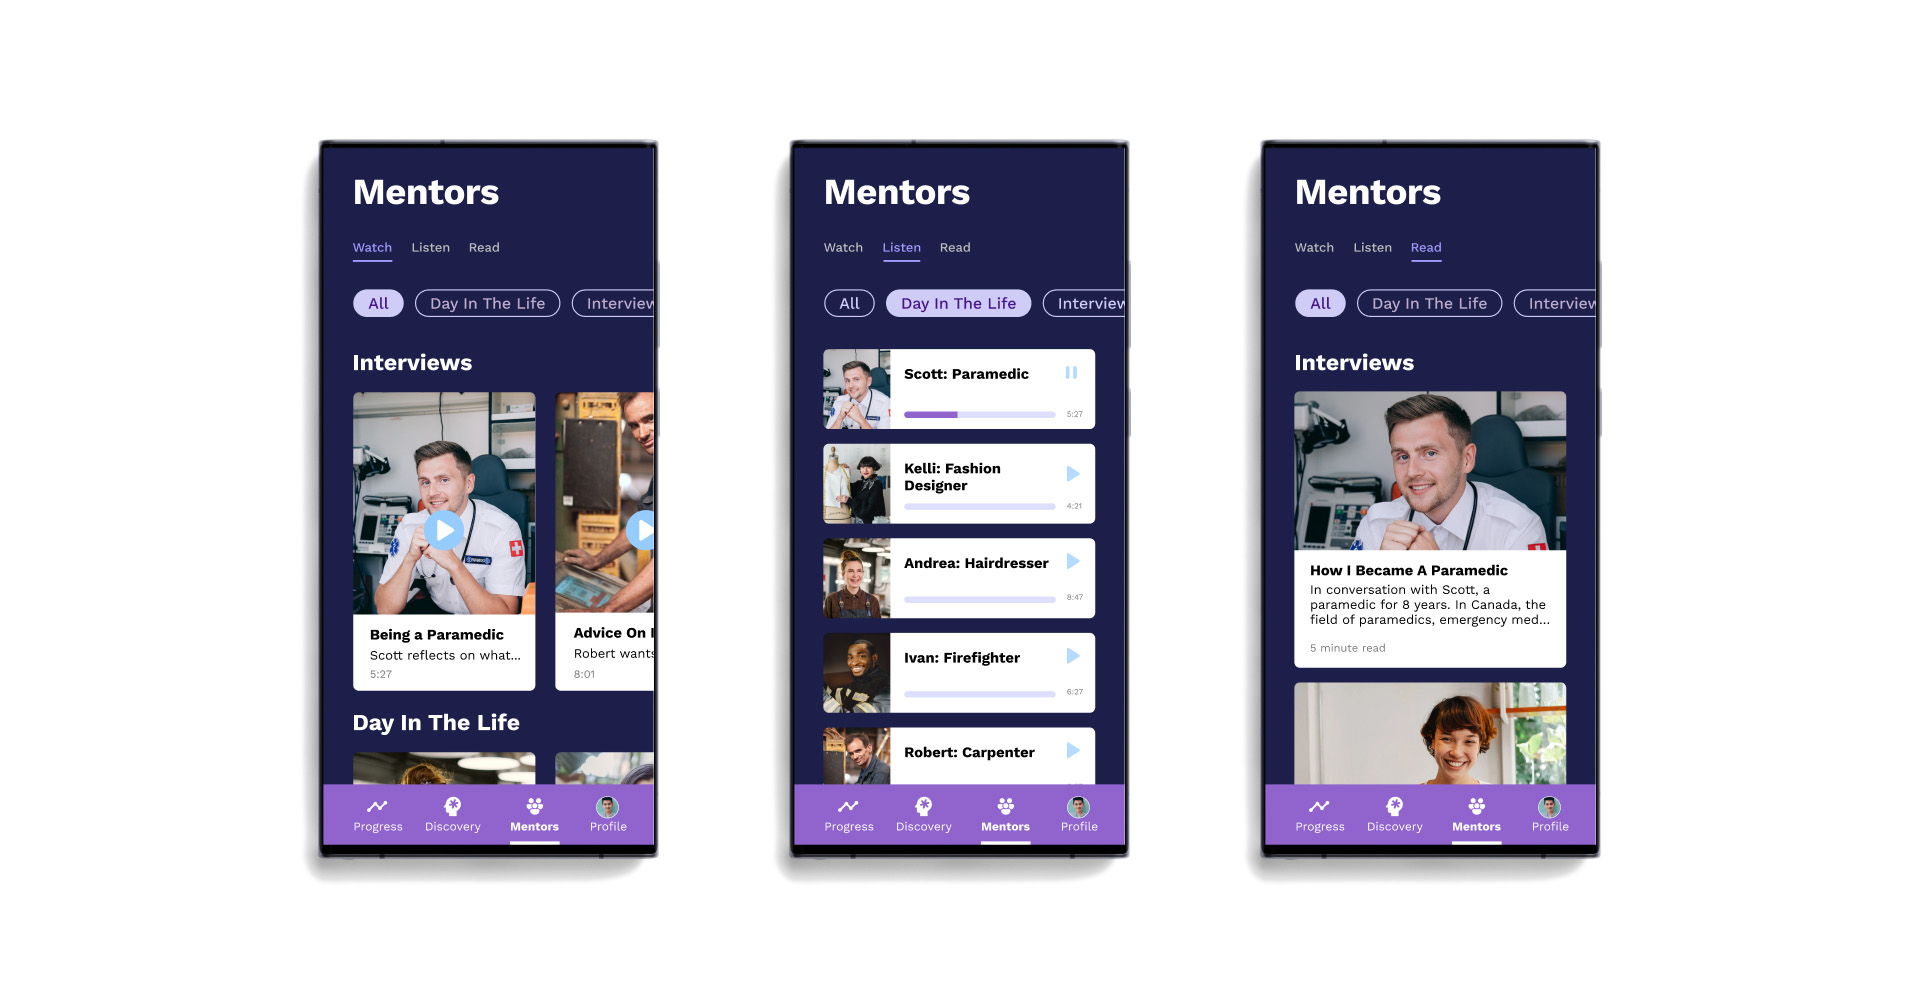 Mentors
Watch Listen Read
All Day In The Life Interview
Interviews
Being a Paramedic
Scott reflects on what...
5:27
Advice On
Robert wants
8:01
Day In The Life
Progress Discovery Mentors Profile
Mentors
Watch Listen Read
All Day In The Life Interview
Scott: Paramedic
5:27
Kelli: Fashion
Designer
4:21
Andrea: Hairdresser
8:47
Ivan: Firefighter
6:27
Robert: Carpenter
Progress Discovery Mentors Profile
Mentors
Watch Listen Read
All Day In The Life Interview
Interviews
How I Became A Paramedic
In conversation with Scott, a
paramedic for 8 years. In Canada, the
field of paramedics, emergency med...
5 minute read
Progress Discovery Mentors Profile